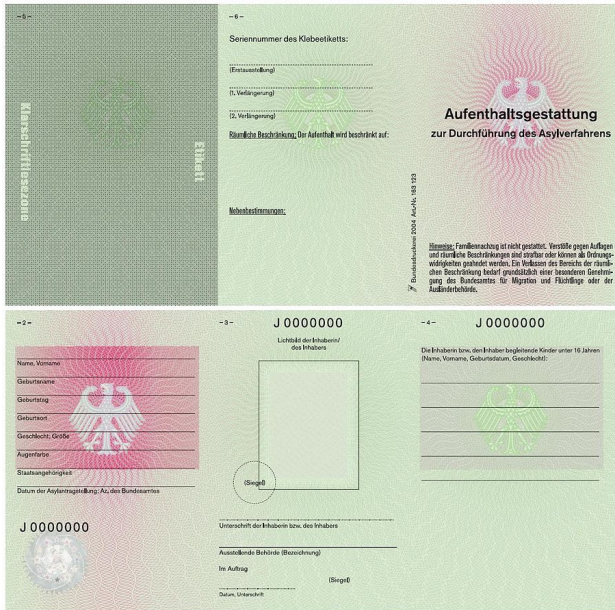 -5-
Klarschriftlesezone
Etikett
-6-
Seriennummer des Klebeetiketts:
(Erstausstellung)
(1. Verlängerung)
(2. Verlängerung)
Räumliche Beschränkung: Der Aufenthalt wird beschränkt auf:
Nebenbestimmungen:
Bundesdruckerei 2004 Art.-Nr. 163 123
Aufenthaltsgestattung
zur Durchführung des Asylverfahrens
Hinweise: Familiennachzug ist nicht gestattet. Verstöße gegen Auflagen
und räumliche Beschränkungen sind strafbar oder können als Ordnungs-
widrigkeiten geahndet werden. Ein Verlassen des Bereichs der räumli-
chen Beschränkung bedarf grundsätzlich einer besonderen Genehmi-
gung des Bundesamtes für Migration und Flüchtlinge oder der
Ausländerbehörde.
-2-
Name, Vorname
Geburtsname
Geburtstag
Geburtsort
Geschlecht, Größe
Augenfarbe
Staatsangehörigkeit
Datum der Asylantragstellung; Az. des Bundesamtes
J 0000000
-3-
J 0000000
Lichtbild der Inhaberin/
des Inhabers
(Siegel)
Unterschrift der Inhaberin bzw. des Inhabers
Ausstellende Behörde (Bezeichnung)
Im Auftrag
(Siegel)
Datum, Unterschrift
-4-
J 0000000
Die Inhaberin bzw. den Inhaber begleitende Kinder unter 16 Jahren
(Name, Vorname, Geburtsdatum, Geschlecht):